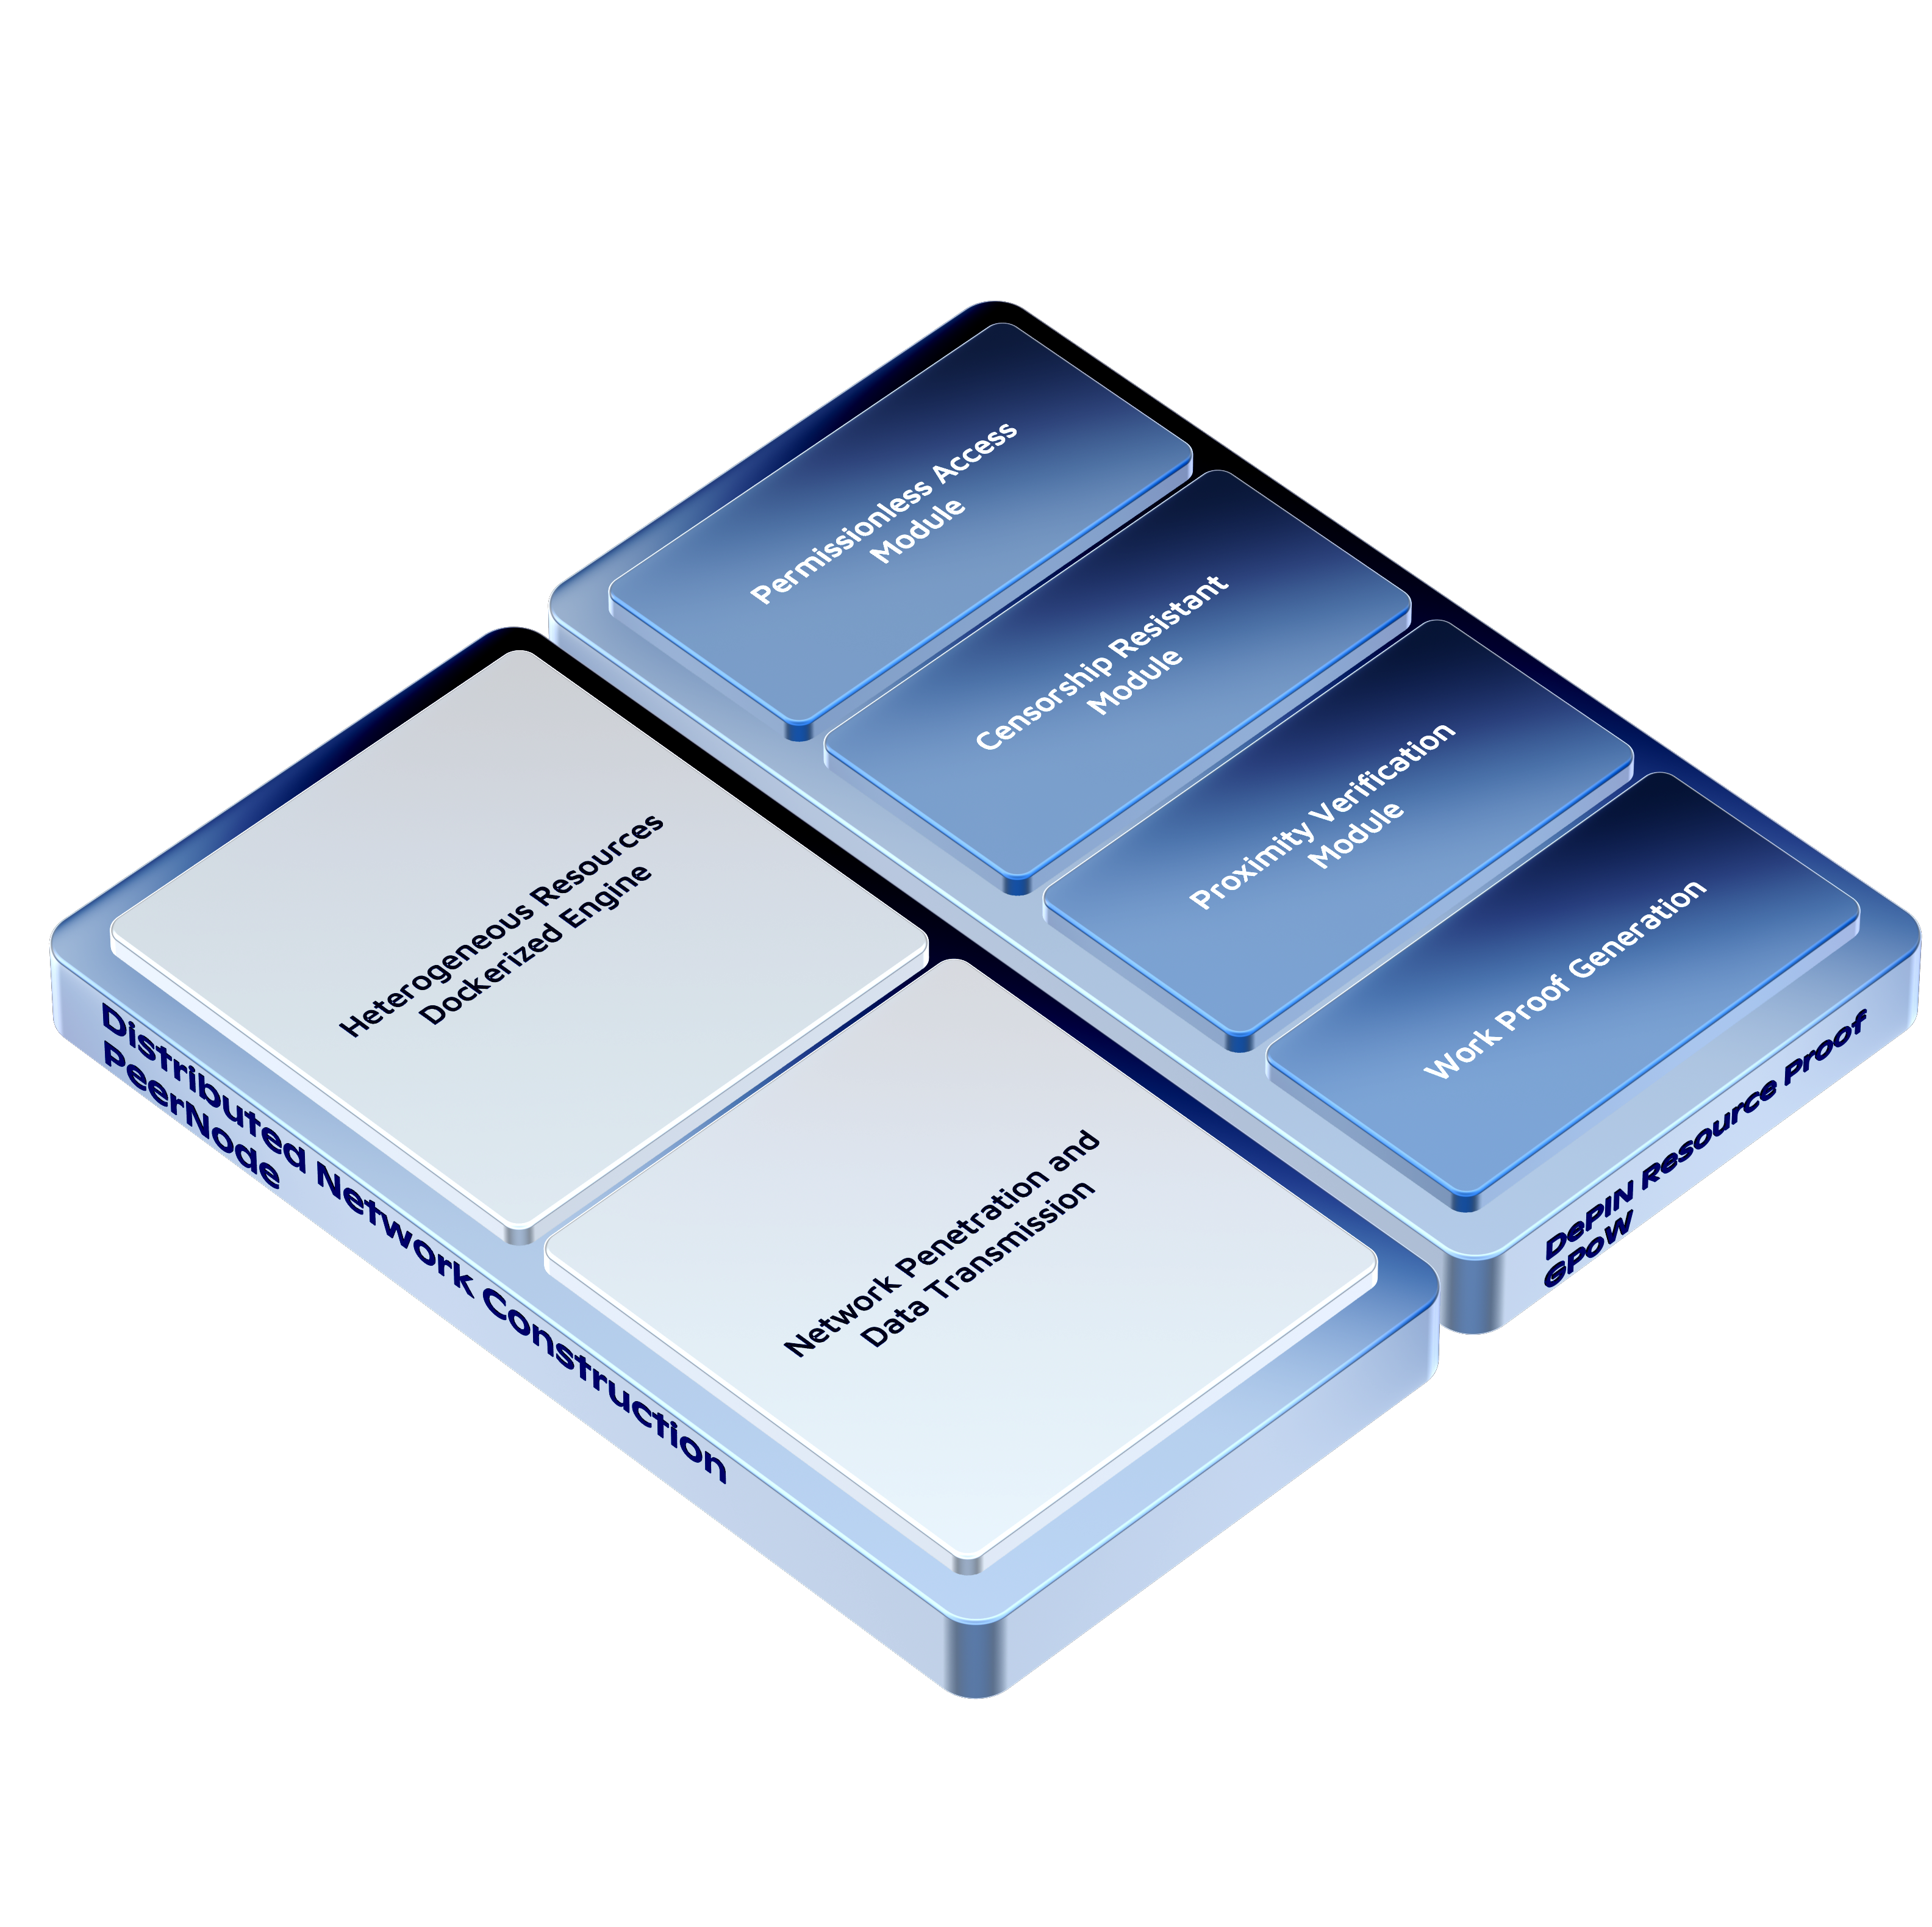 Permissionless Access
Module
Censorship Resistant
Module
Proximity Verification
Module
Work Proof Generation
DePIN Resource Proof
GPoW
Heterogeneous Resources
Dockerized Engine
Network Penetration and
Data Transmission
Distributed Network Construction
PeerNode